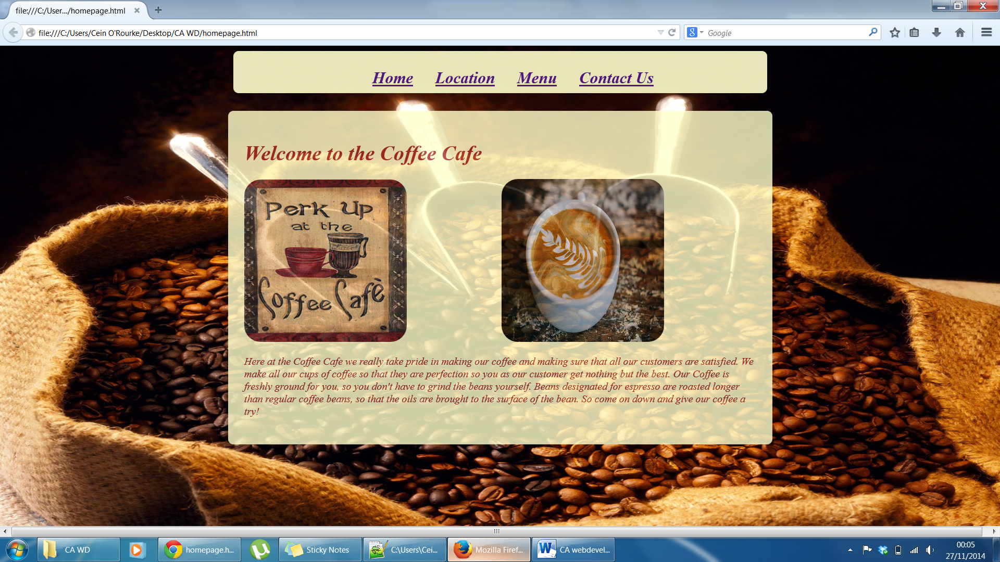 file:///C:/User.../homepage.html
file:///C:/Users/Cein O'Rourke/Desktop/CA WD/homepage.html
Google
Home Location Menu Contact Us
Welcome to the Coffee Cafe
Perk Up
at the
Coffee Cafè
Here at the Coffee Cafe we really take pride in making our coffee and making sure that all our customers are satisfied. We
make all our cups of coffee so that they are perfection so you as our customer get nothing but the best. Our Coffee is
freshly ground for you, so you don't have to grind the beans yourself. Beans designated for espresso are roasted longer
than regular coffee beans, so that the oils are brought to the surface of the bean. So come on down and give our coffee a
try!
CA WD
homepage.h...
Sticky Notes
C:\Users\Cei...
Mozilla Firef...
CA webdevel...
00:05
27/11/2014